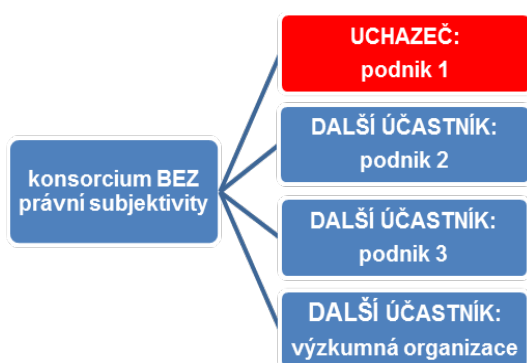 konsorcium BEZ
právní subjektivity
UCHAZEČ:
podnik 1
DALŠÍ ÚČASTNÍK:
podnik 2
DALŠÍ ÚČASTNÍK:
podnik 3
DALŠÍ ÚČASTNÍK:
výzkumná organizace